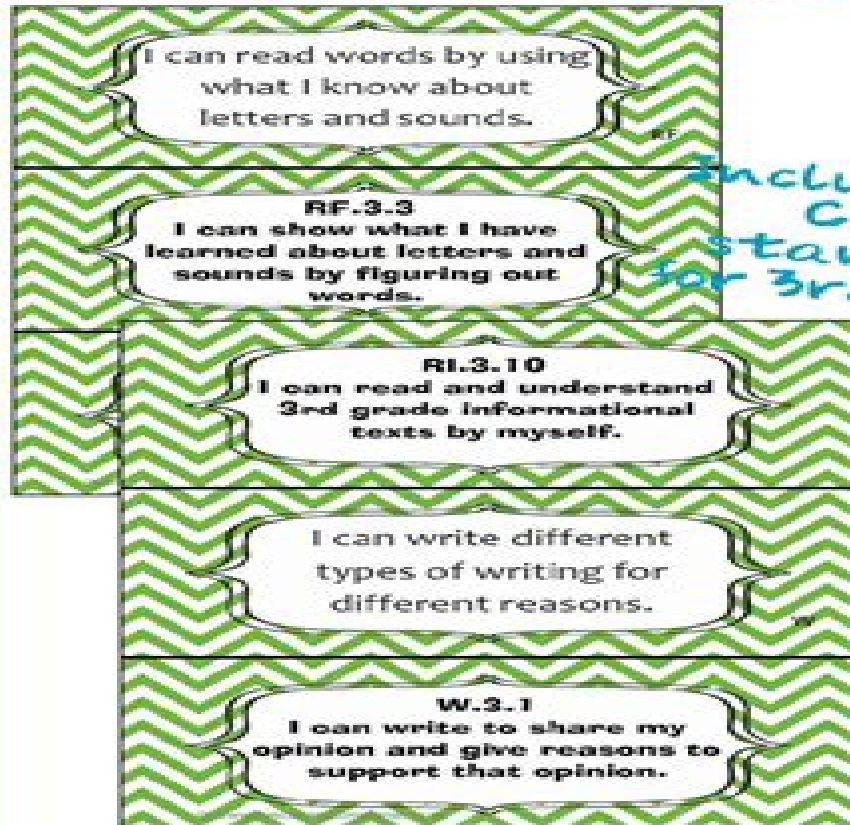 I can read words by using
what I know about
letters and sounds.
RF
RF.3.3
I can show what I have
learned about letters and
sounds by figuring out
words.
for 3r
RI.3.10
I can read and understand
3rd grade informational
texts by myself.
I can write different
types of writing for
different reasons.
W.3.1
I can write to share my
opinion and give reasons to
support that opinion.